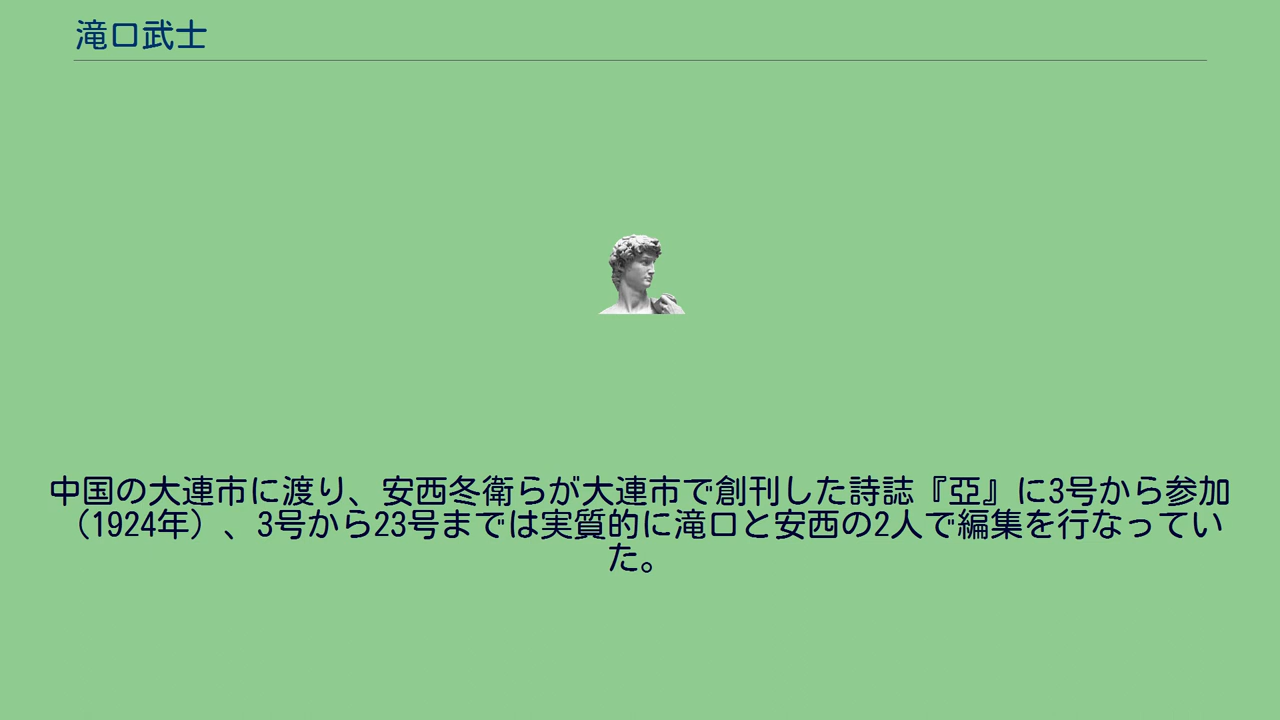 滝口武士
中国の大連市に渡り、安西冬衛らが大連市で創刊した詩誌『亞』に3号から参加
（1924年）、3号から23号までは実質的に滝口と安西の2人で編集を行なってい
た。